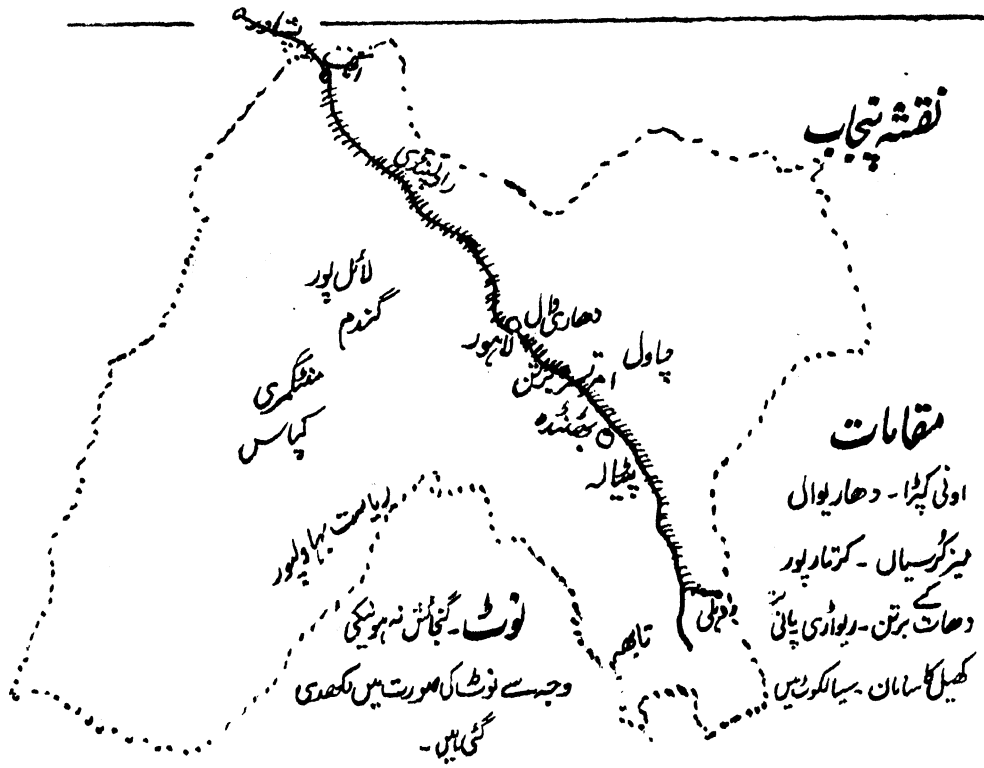 پشاور
نقشہ پنجاب
راولپنڈی
لائل پور
گندم
دھاریوال
لاہور
چاول
امرتسر
منٹگمری
کپاس
بھٹنڈہ
پٹیالہ
ریاست بہاولپور
دہلی
نابھہ
مقامات
اونی کپڑا - دھاریوال
میز کرسیاں - کرتارپور
دھات کے برتن - ریواڑی پانی
کھیل کا سامان - سیالکوٹ میں
نوٹ - گنجائش نہ ہونیکی
وجہ سے نوٹ کی صورت میں لکھدی
گئی ہیں -